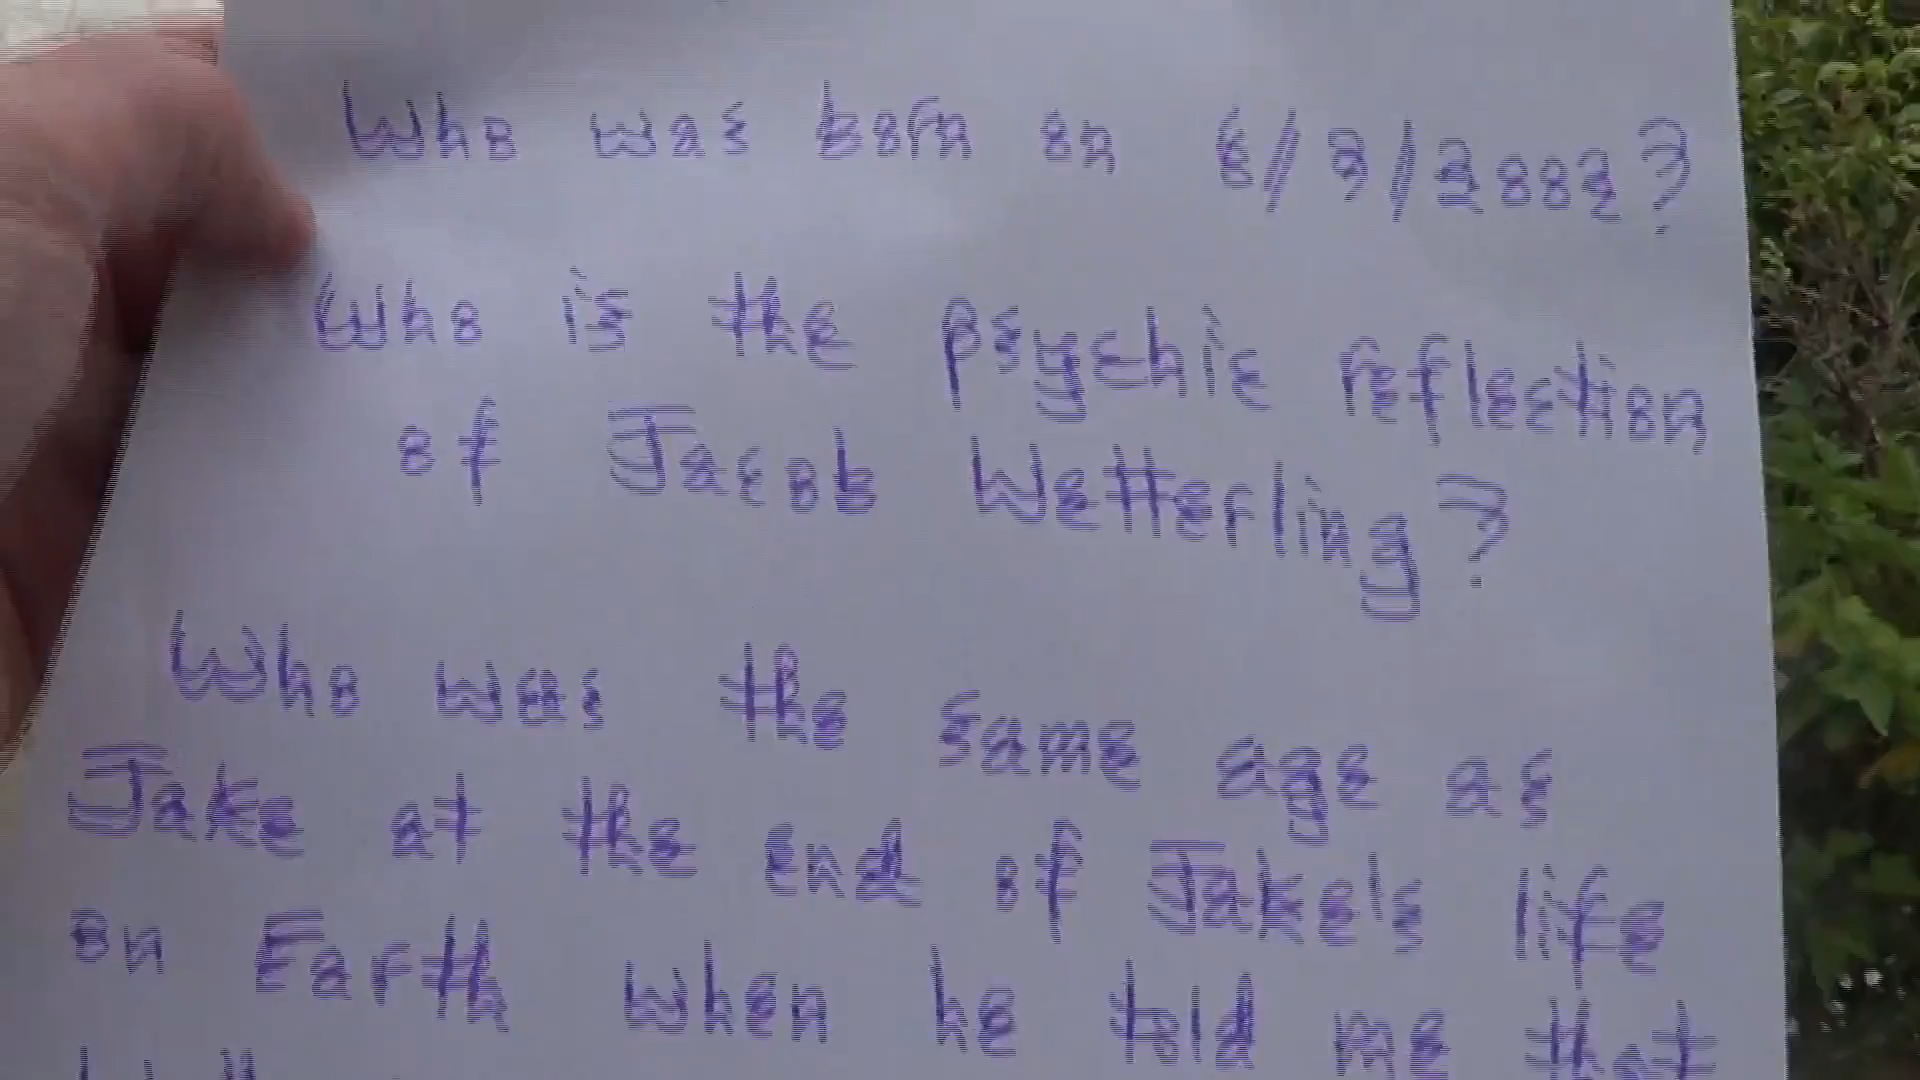 Who was born on 6/2/2002?
Who is the psychic reflection
of Jacob Wetterling?
Who was the same age as
Jake at the end of Jake's life
on Earth when he told me that